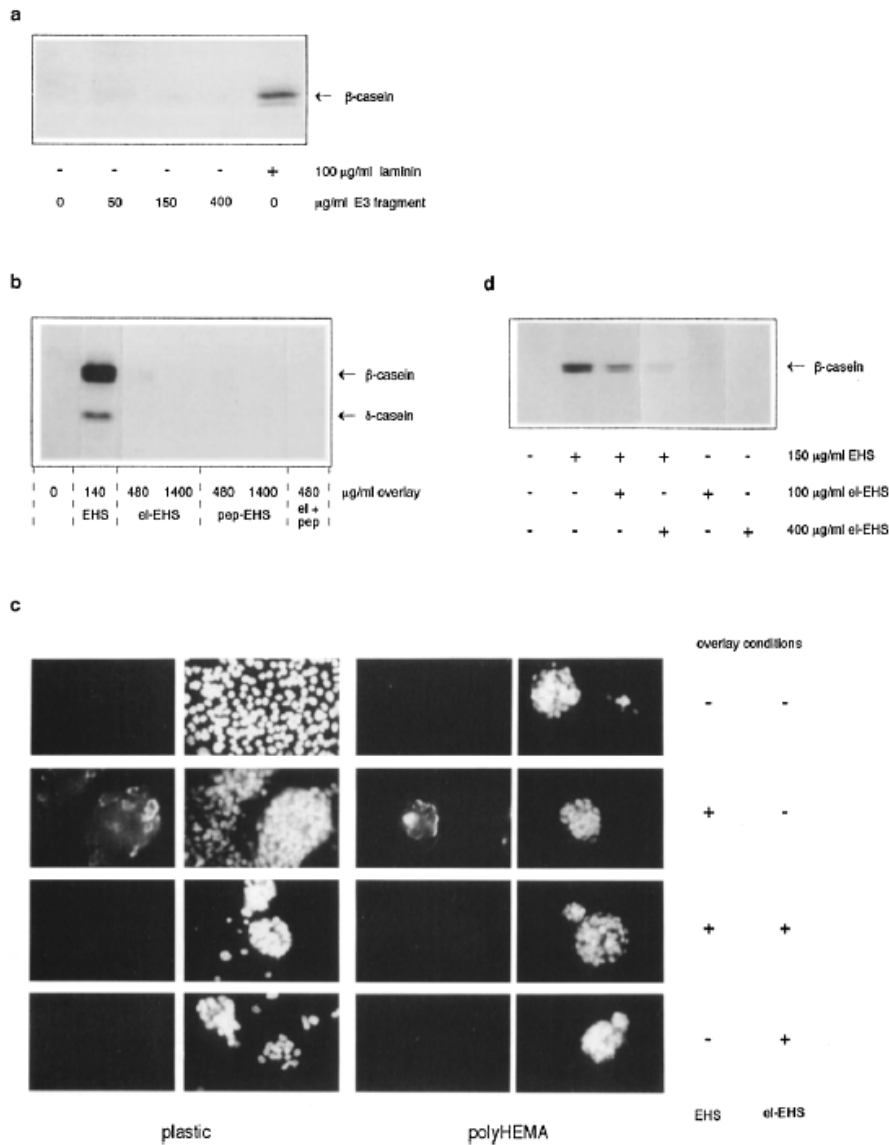 a
← β-casein
- - - - + 100 μg/ml laminin
0 50 150 400 0 μg/ml E3 fragment
b
← β-casein
← δ-casein
0 140 480 1400 480 1400 480 μg/ml overlay
EHS el-EHS pep-EHS el + pep
d
← β-casein
- + + + - - 150 μg/ml EHS
- - + - + - 100 μg/ml el-EHS
- - - + - + 400 μg/ml el-EHS
c
overlay conditions
- -
+ -
+ +
- +
EHS el-EHS
plastic polyHEMA